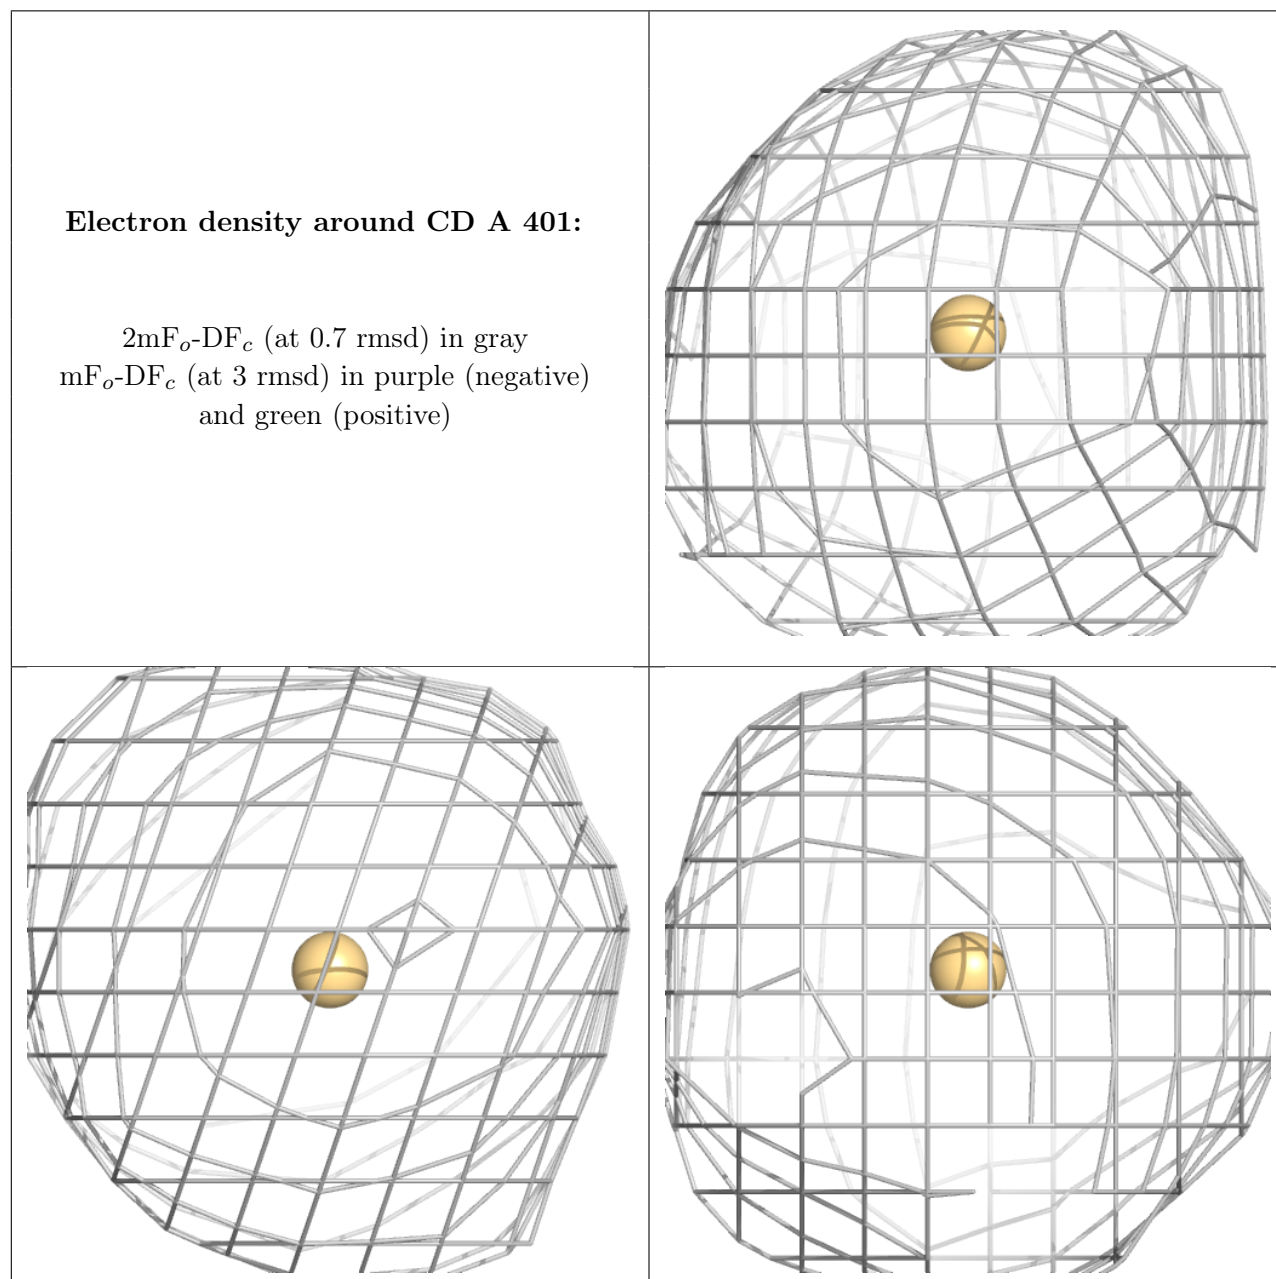 Electron density around CD A 401:
2mFo-DFc (at 0.7 rmsd) in gray
mFo-DFc (at 3 rmsd) in purple (negative)
and green (positive)